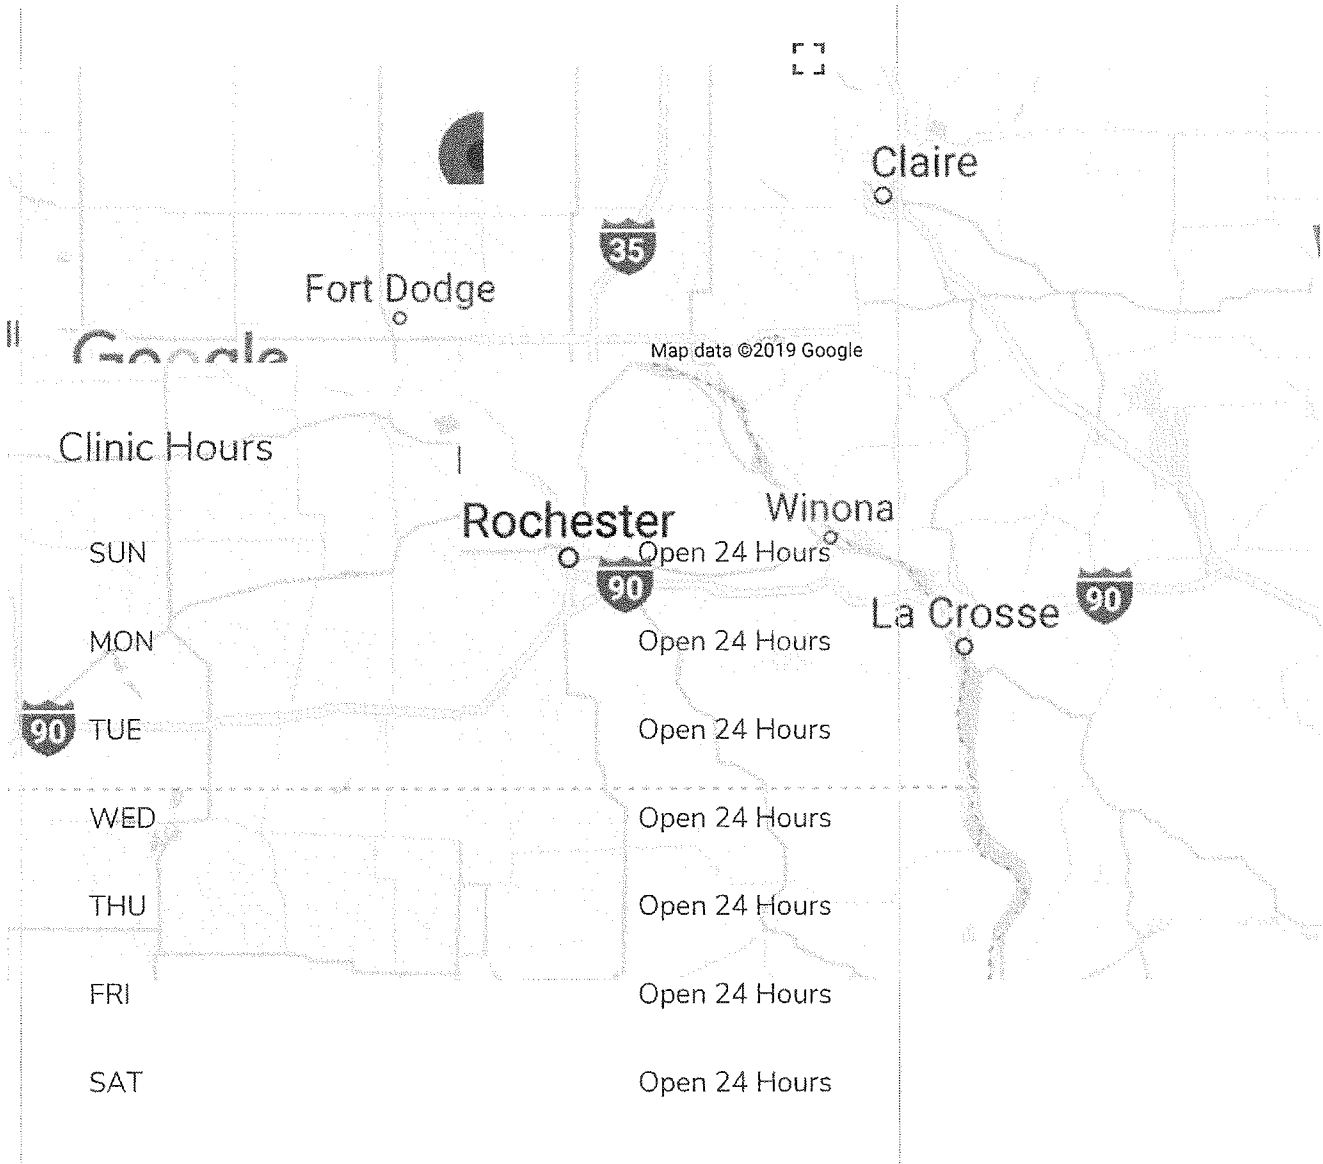 Claire
35
Fort Dodge
Google
Map data ©2019 Google
Clinic Hours
Rochester
Winona
SUN Open 24 Hours
90
90
La Crosse
MON Open 24 Hours
90
TUE Open 24 Hours
WED Open 24 Hours
THU Open 24 Hours
FRI Open 24 Hours
SAT Open 24 Hours